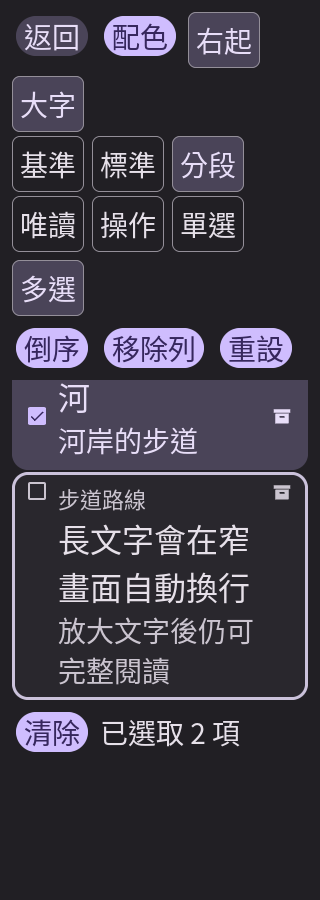 返回 配色 右起
大字
基準 標準 分段
唯讀 操作 單選
多選
倒序 移除列 重設
河
河岸的步道
步道路線
長文字會在窄
畫面自動換行
放大文字後仍可
完整閱讀
清除 已選取 2 項